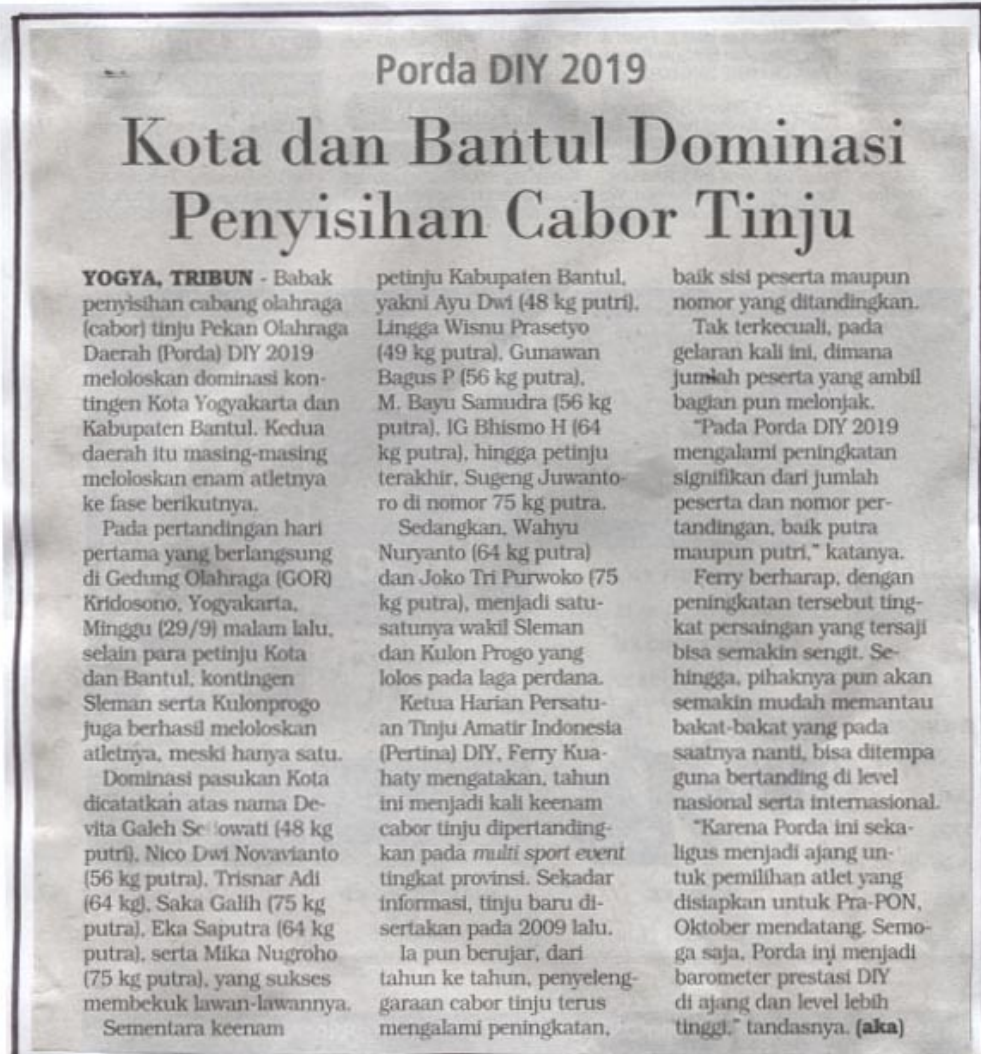 Porda DIY 2019
Kota dan Bantul Dominasi
Penyisihan Cabor Tinju
YOGYA, TRIBUN - Babak
penyisihan cabang olahraga
(cabor) tinju Pekan Olahraga
Daerah (Porda) DIY 2019
meloloskan dominasi kon-
tingen Kota Yogyakarta dan
Kabupaten Bantul. Kedua
daerah itu masing-masing
meloloskan enam atletnya
ke fase berikutnya.
Pada pertandingan hari
pertama yang berlangsung
di Gedung Olahraga (GOR)
Kridosono, Yogyakarta,
Minggu (29/9) malam lalu,
selain para petinju Kota
dan Bantul, kontingen
Sleman serta Kulonprogo
juga berhasil meloloskan
atletnya, meski hanya satu.
Dominasi pasukan Kota
dicatatkan atas nama De-
vita Galeh (48 kg
putri), Nico Dwi Novavianto
(56 kg putra), Trisnar Adi
(64 kg), Saka Galih (75 kg
putra), Eka Saputra (64 kg
putra), serta Mika Nugroho
(75 kg putra), yang sukses
membekuk lawan-lawannya.
Sementara keenam
petinju Kabupaten Bantul,
yakni Ayu Dwi (48 kg putri),
Lingga Wisnu Prasetyo
(49 kg putra), Gunawan
Bagus P (56 kg putra),
M. Bayu Samudra (56 kg
putra), IG Bhismo H (64
kg putra), hingga petinju
terakhir, Sugeng Juwanto-
ro di nomor 75 kg putra.
Sedangkan, Wahyu
Nuryanto (64 kg putra)
dan Joko Tri Purwoko (75
kg putra), menjadi satu-
satunya wakil Sleman
dan Kulon Progo yang
lolos pada laga perdana.
Ketua Harian Persatu-
an Tinju Amatir Indonesia
(Pertina) DIY, Ferry Kua-
haty mengatakan, tahun
ini menjadi kali keenam
cabor tinju dipertanding-
kan pada multi sport event
tingkat provinsi. Sekadar
informasi, tinju baru di-
sertakan pada 2009 lalu.
Ia pun berujar, dari
tahun ke tahun, penyeleng-
garaan cabor tinju terus
mengalami peningkatan,
baik sisi peserta maupun
nomor yang ditandingkan.
Tak terkecuali, pada
gelaran kali ini, dimana
jumlah peserta yang ambil
bagian pun melonjak.
"Pada Porda DIY 2019
mengalami peningkatan
signifikan dari jumlah
peserta dan nomor per-
tandingan, baik putra
maupun putri," katanya.
Ferry berharap, dengan
peningkatan tersebut ting-
kat persaingan yang tersaji
bisa semakin sengit. Se-
hingga, pihaknya pun akan
semakin mudah memantau
bakat-bakat yang pada
saatnya nanti, bisa ditempa
guna bertanding di level
nasional serta internasional.
"Karena Porda ini seka-
ligus menjadi ajang un-
tuk pemilihan atlet yang
disiapkan untuk Pra-PON,
Oktober mendatang. Semo-
ga saja, Porda ini menjadi
barometer prestasi DIY
di ajang dan level lebih
tinggi," tandasnya. (aka)